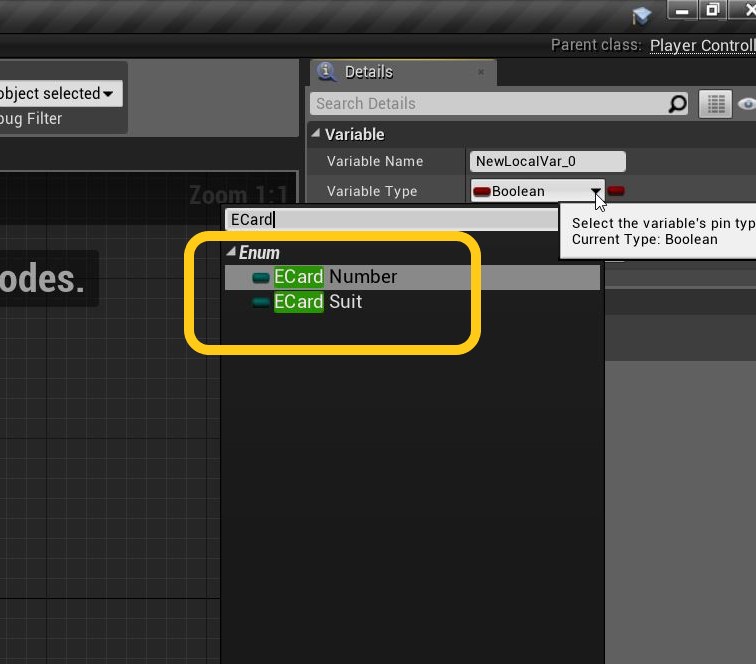 Parent class: Player Controll
object selected
Details
bug Filter
Search Details
Variable
Variable Name NewLocalVar_0
Variable Type Boolean
Zoom 1:1
ECard
Select the variable's pin typ
Current Type: Boolean
Enum
ECard Number
ECard Suit
odes.